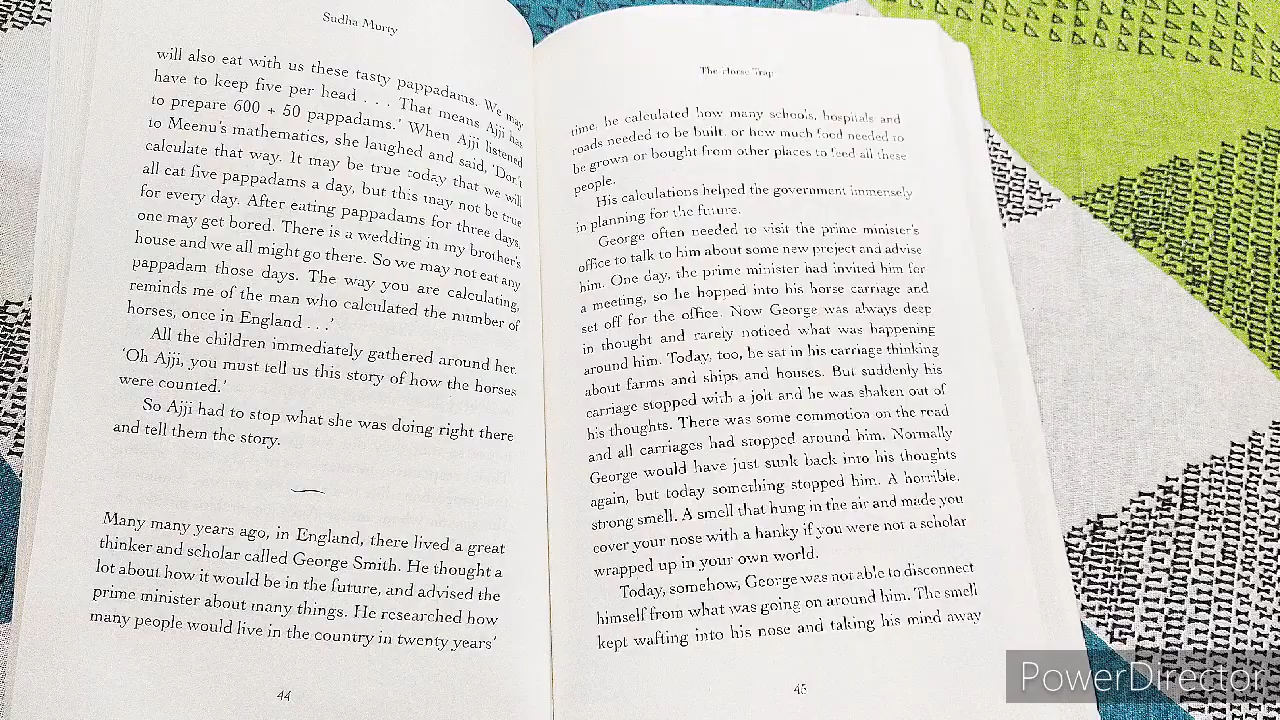 Sudha Murty
will also eat with us these tasty pappadams. We may
have to keep five per head . . . That means Ajji has
to prepare 600 + 50 pappadams.' When Ajji listened
to Meenu's mathematics, she laughed and said, 'Don't
calculate that way. It may be true today that we will
all eat five pappadams a day, but this may not be true
for every day. After eating pappadams for three days,
one may get bored. There is a wedding in my brother's
house and we all might go there. So we may not eat any
pappadam those days. The way you are calculating,
reminds me of the man who calculated the number of
horses, once in England . . .'
All the children immediately gathered around her.
'Oh Ajji, you must tell us this story of how the horses
were counted.'
So Ajji had to stop what she was doing right there
and tell them the story.
Many many years ago, in England, there lived a great
thinker and scholar called George Smith. He thought a
lot about how it would be in the future, and advised the
prime minister about many things. He researched how
many people would live in the country in twenty years'
44
The Horse Trap
time, he calculated how many schools, hospitals and
roads needed to be built, or how much food needed to
be grown or bought from other places to feed all these
people.
His calculations helped the government immensely
in planning for the future.
George often needed to visit the prime minister's
office to talk to him about some new project and advise
him. One day, the prime minister had invited him for
a meeting, so he hopped into his horse carriage and
set off for the office. Now George was always deep
in thought and rarely noticed what was happening
around him. Today, too, he sat in his carriage thinking
about farms and ships and houses. But suddenly his
carriage stopped with a jolt and he was shaken out of
his thoughts. There was some commotion on the road
and all carriages had stopped around him. Normally
George would have just sunk back into his thoughts
again, but today something stopped him. A horrible,
strong smell. A smell that hung in the air and made you
cover your nose with a hanky if you were not a scholar
wrapped up in your own world.
Today, somehow, George was not able to disconnect
himself from what was going on around him. The smell
kept wafting into his nose and taking his mind away
45
PowerDirector